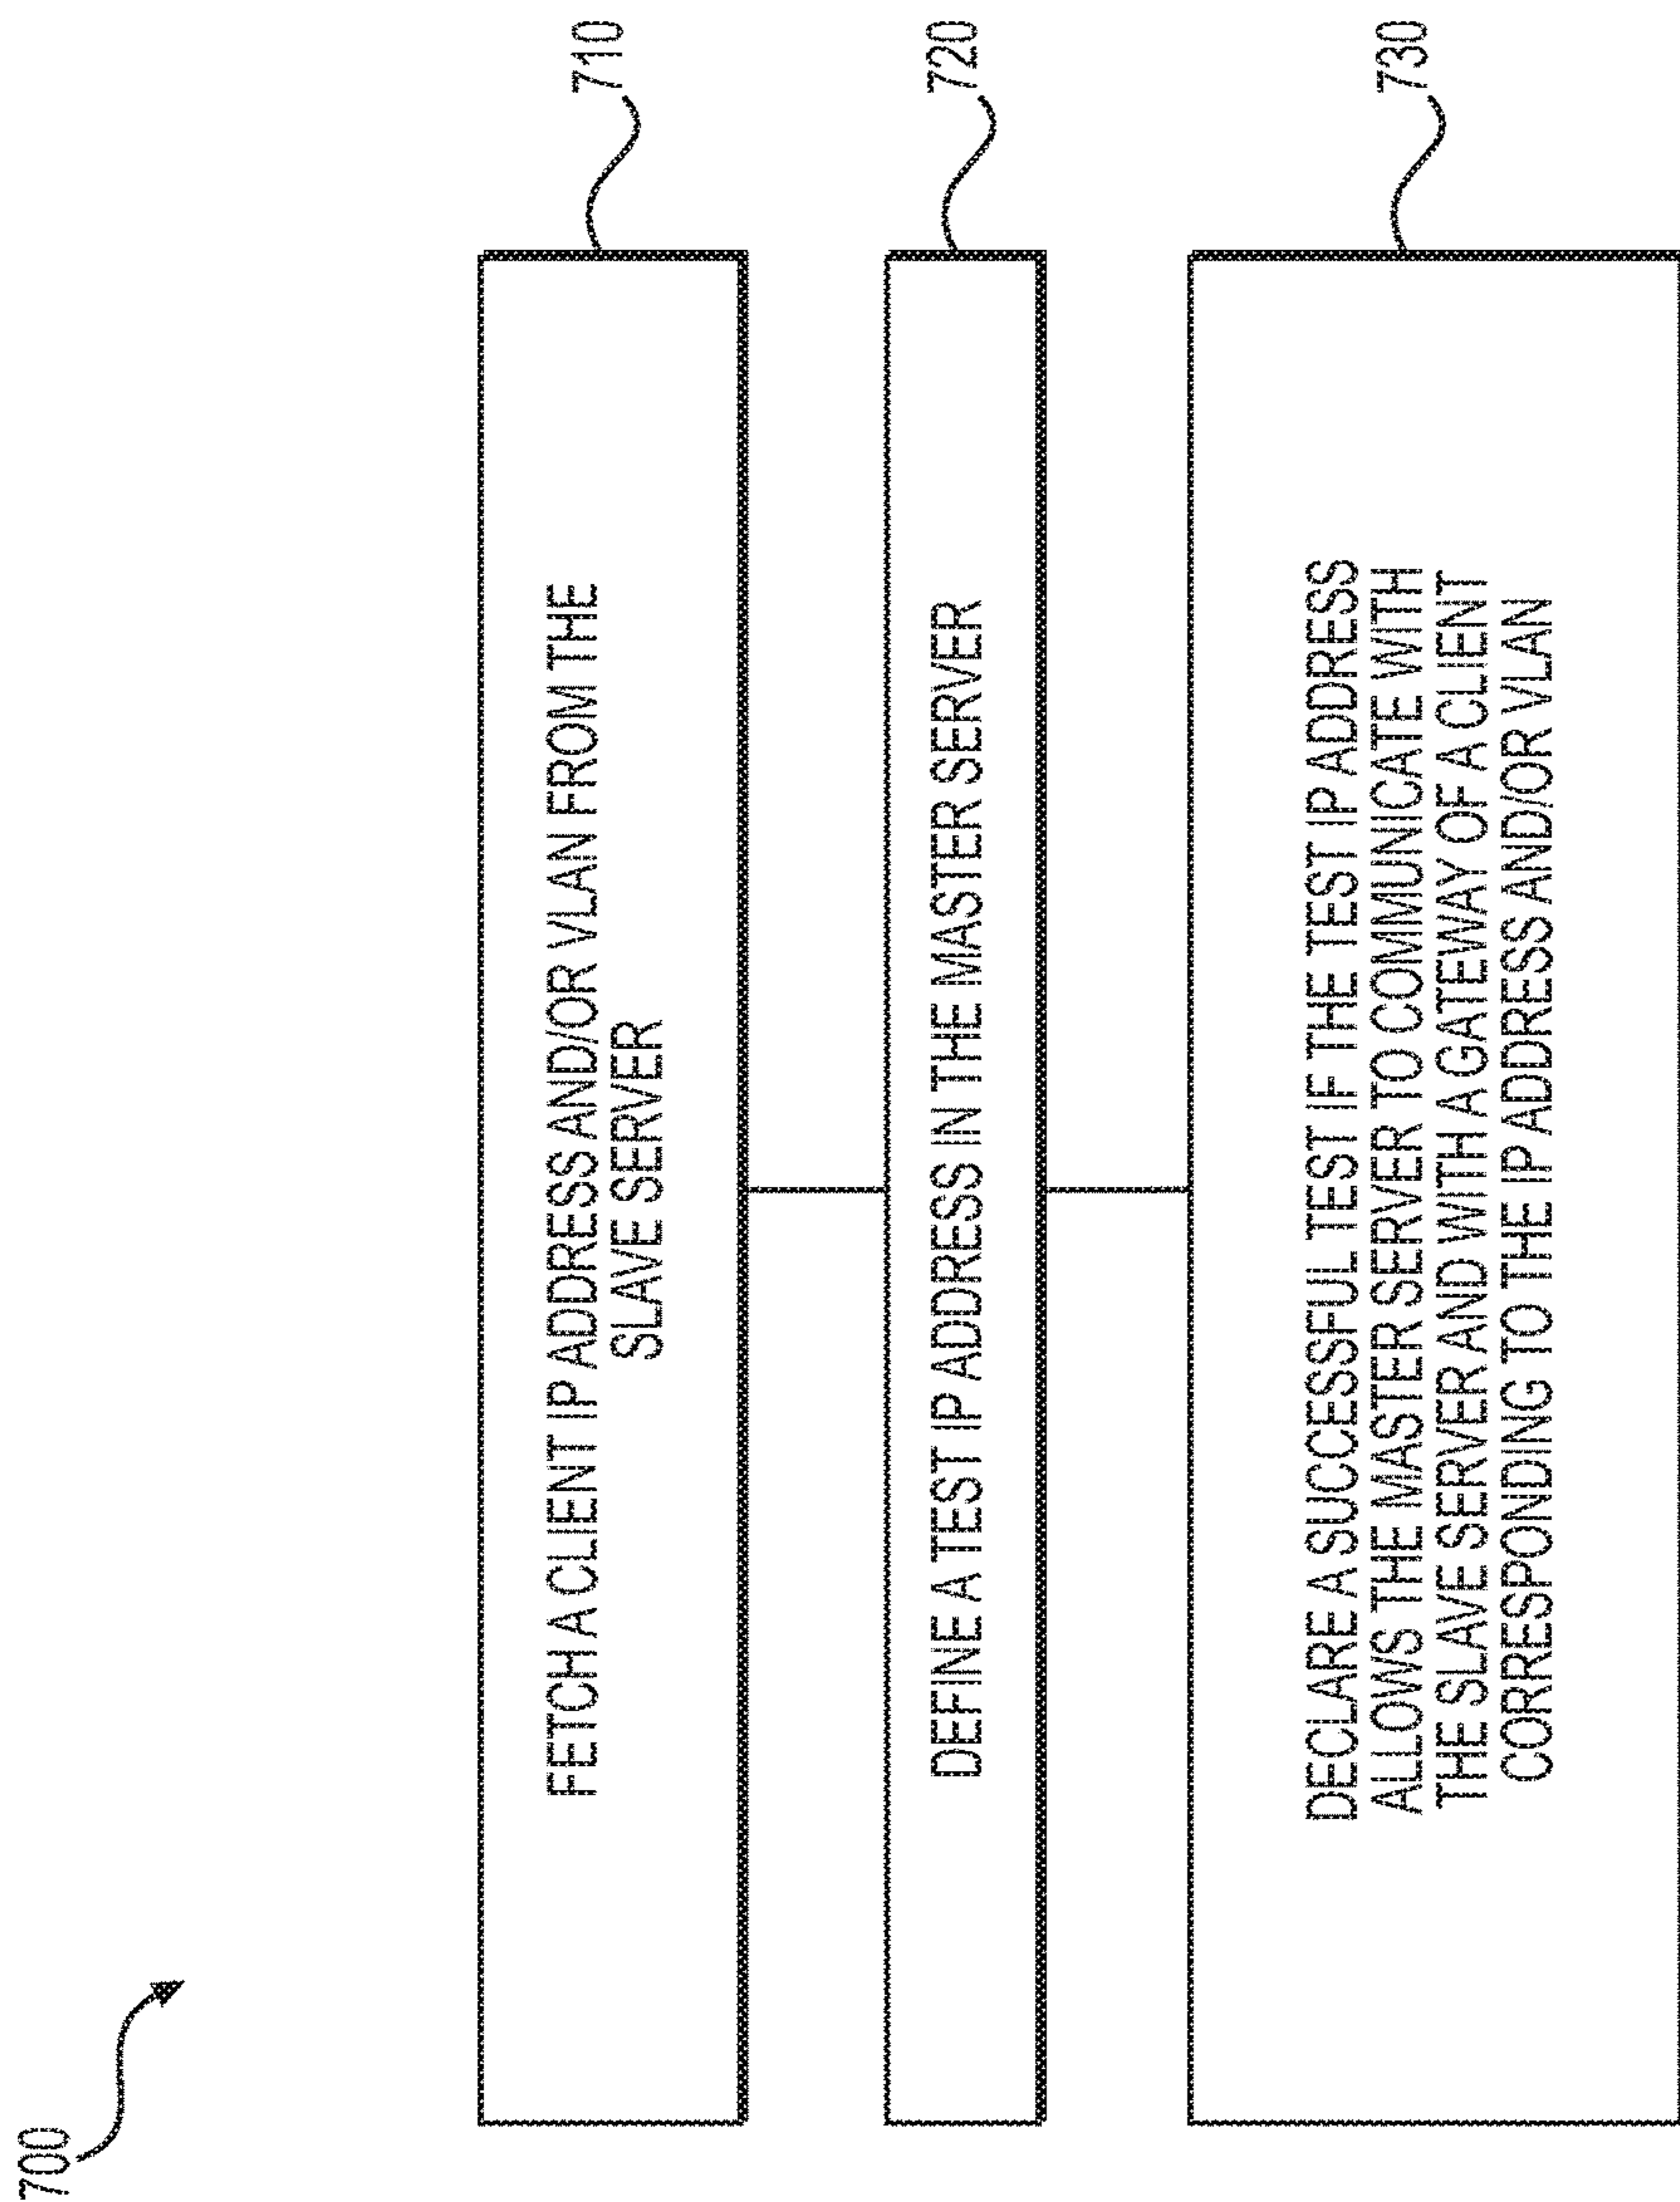 700
FETCH A CLIENT IP ADDRESS AND/OR VLAN FROM THE
SLAVE SERVER
710
DEFINE A TEST IP ADDRESS IN THE MASTER SERVER
720
DECLARE A SUCCESSFUL TEST IF THE TEST IP ADDRESS
ALLOWS THE MASTER SERVER TO COMMUNICATE WITH
THE SLAVE SERVER AND WITH A GATEWAY OF A CLIENT
CORRESPONDING TO THE IP ADDRESS AND/OR VLAN
730